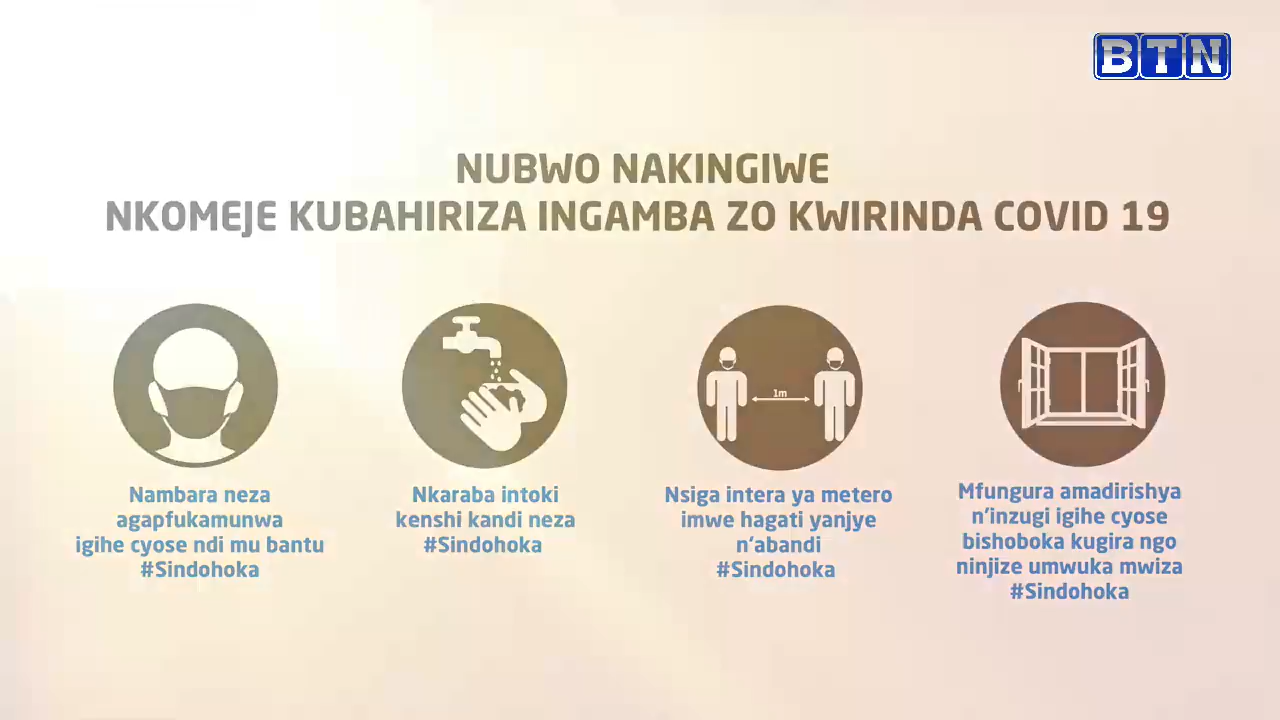 BTN
NUBWO NAKINGIWE
NKOMEJE KUBAHIRIZA INGAMBA ZO KWIRINDA COVID 19
Nambara neza
agapfukamunwa
igihe cyose ndi mu bantu
#Sindohoka
Nkaraba intoki
kenshi kandi neza
#Sindohoka
1m
Nsiga intera ya metero
imwe hagati yanjye
n'abandi
#Sindohoka
Mfungura amadirishya
n'inzugi igihe cyose
bishoboka kugira ngo
ninjize umwuka mwiza
#Sindohoka